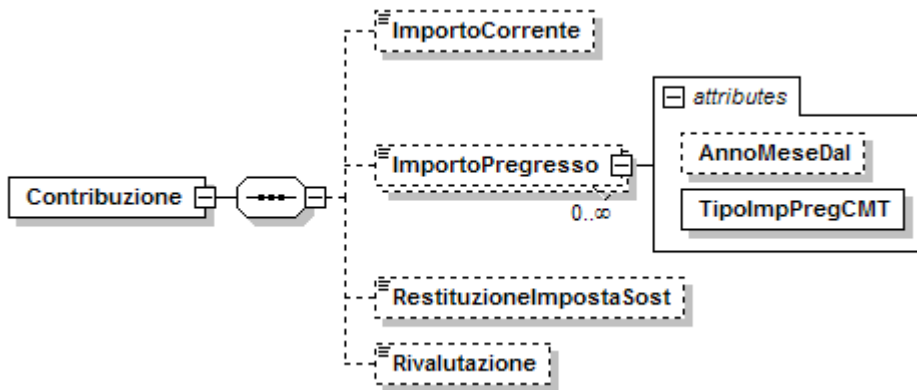 ImportoCorrente
attributes
AnnoMeseDal
ImportoPregresso
Contribuzione
TipoImpPregCMT
0..∞
RestituzioneImpostaSost
Rivalutazione